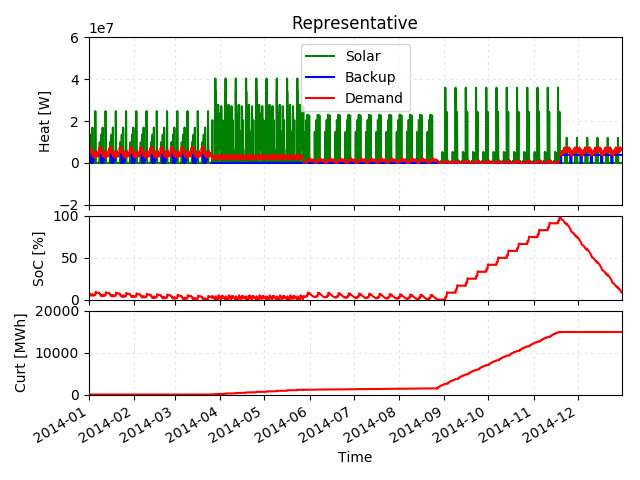 Representative
1e7
6
4
2
0
−2
Heat [W]
Solar
Backup
Demand
100
50
0
SoC [%]
20000
10000
0
Curt [MWh]
2014-01
2014-02
2014-03
2014-04
2014-05
2014-06
2014-07
2014-08
2014-09
2014-10
2014-11
2014-12
Time